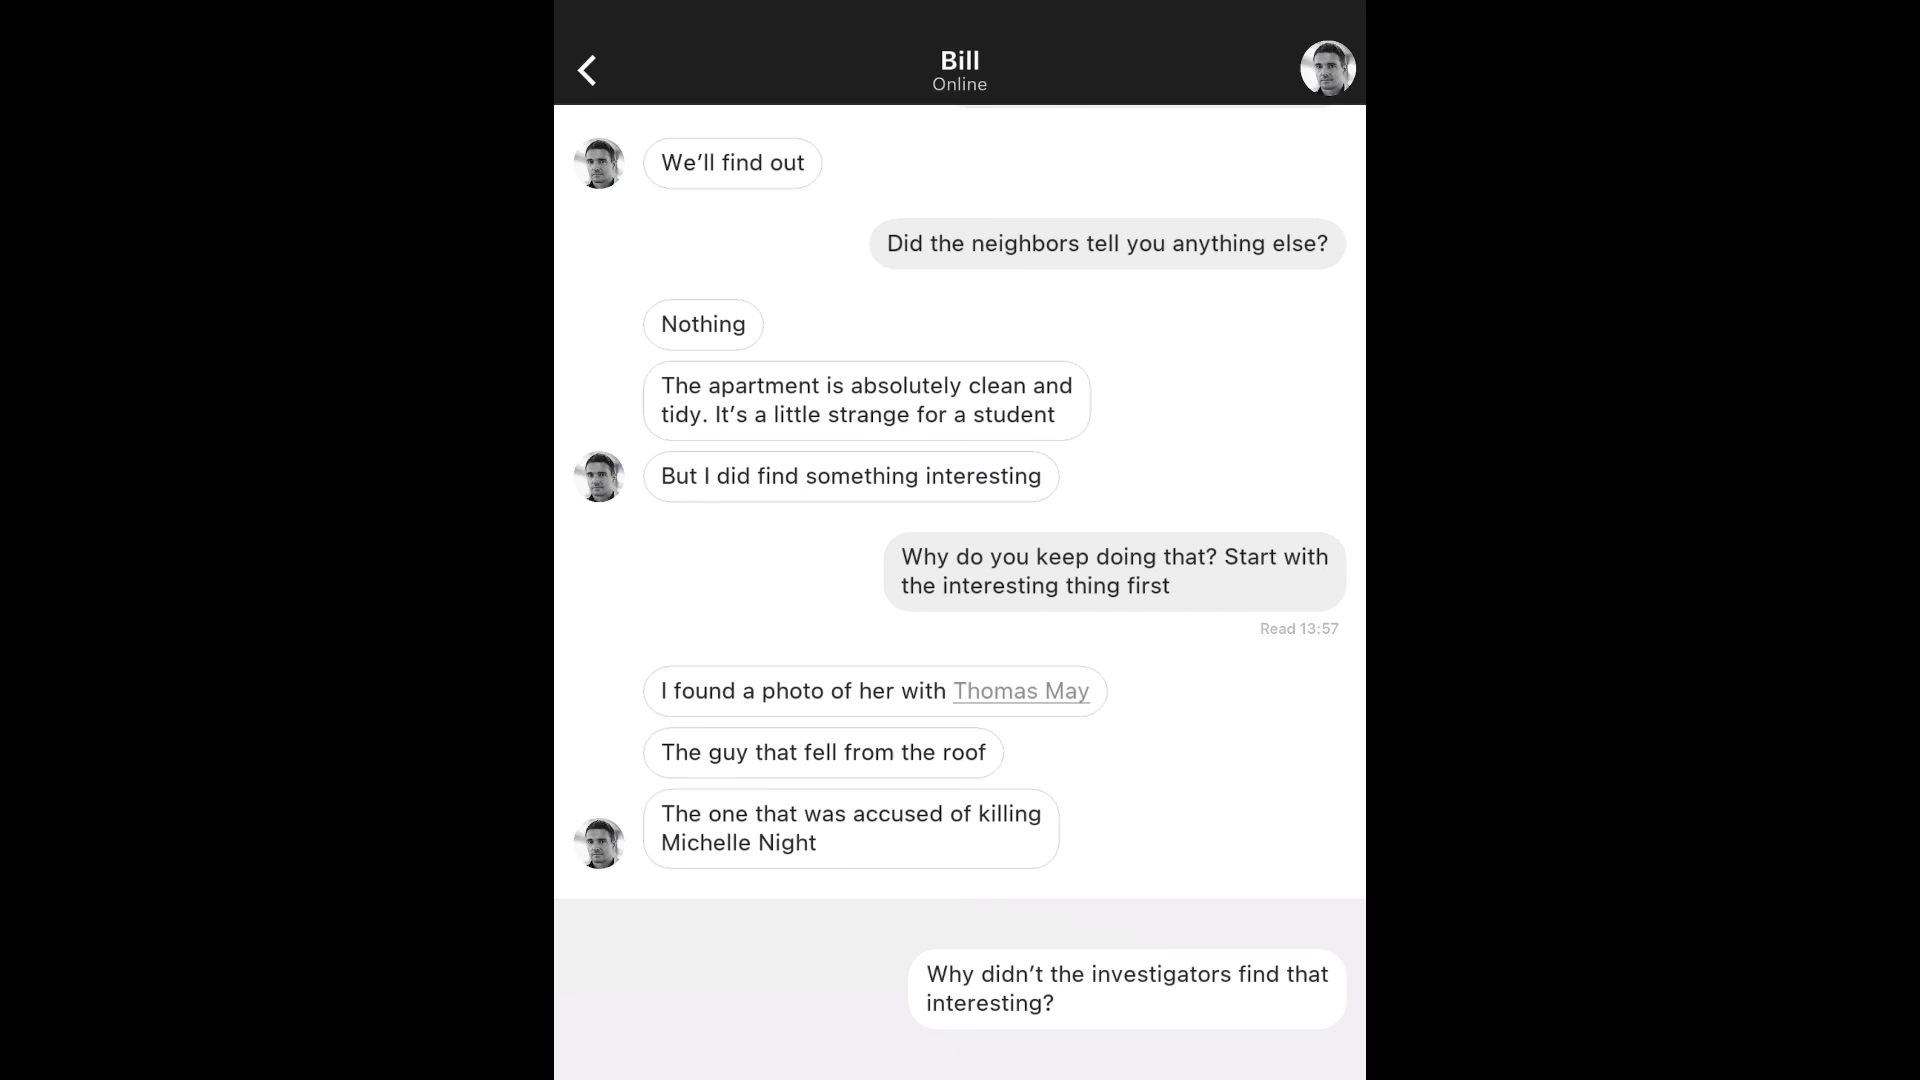 Bill
Online
We’ll find out
Did the neighbors tell you anything else?
Nothing
The apartment is absolutely clean and
tidy. It’s a little strange for a student
But I did find something interesting
Why do you keep doing that? Start with
the interesting thing first
Read 13:57
I found a photo of her with Thomas May
The guy that fell from the roof
The one that was accused of killing
Michelle Night
Why didn’t the investigators find that
interesting?